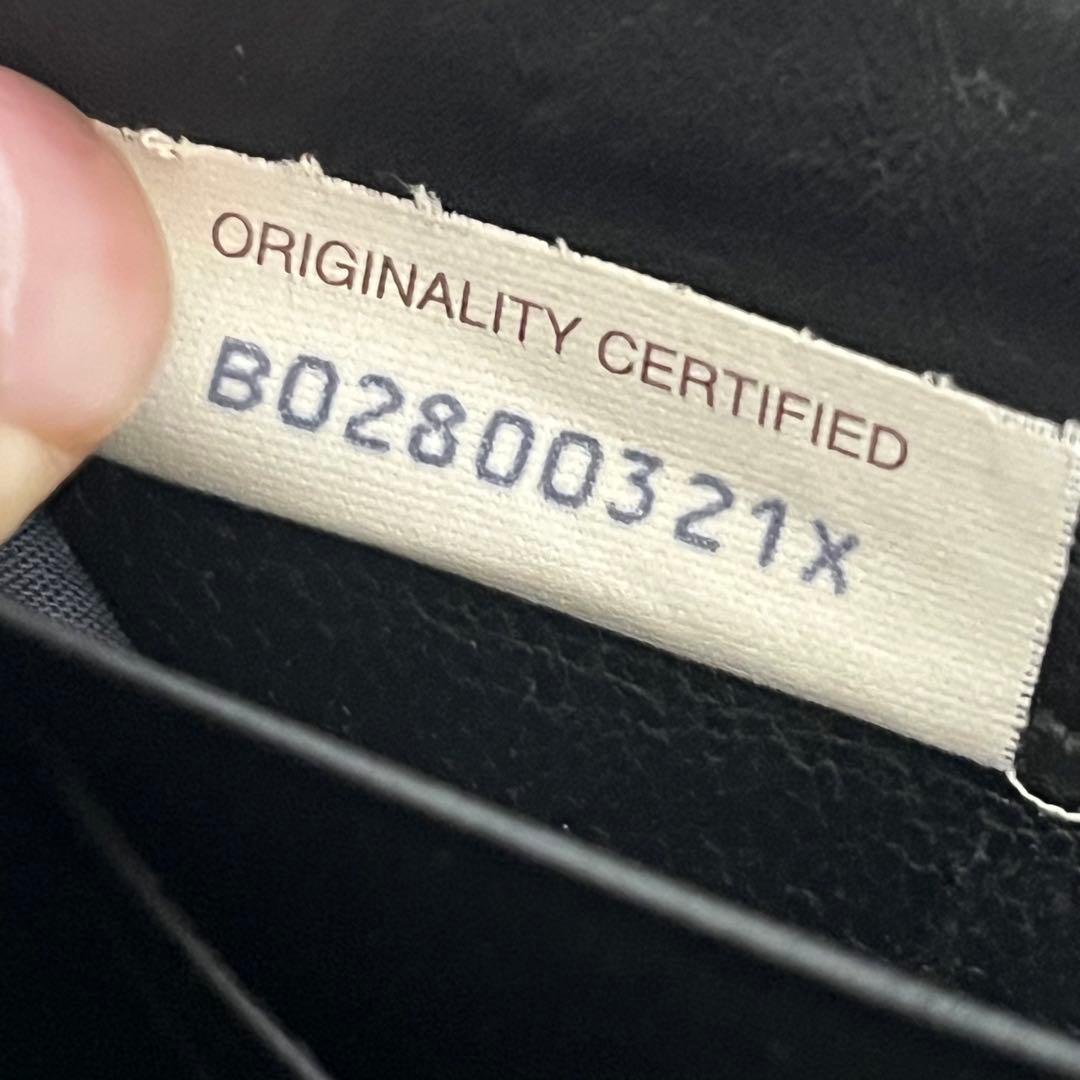 ORIGINALITY CERTIFIED
B02800321X